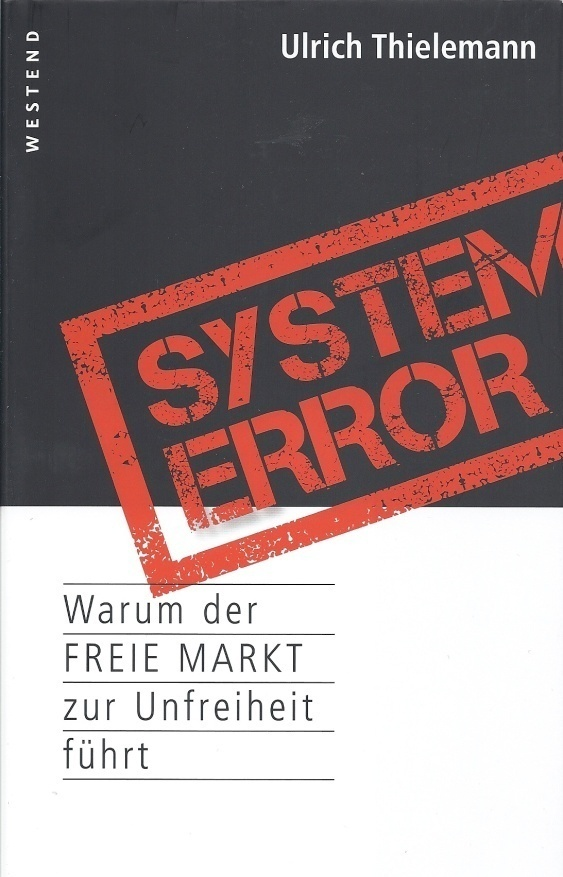 WESTEND
Ulrich Thielemann
SYSTEM
ERROR
Warum der
FREIE MARKT
zur Unfreiheit
führt